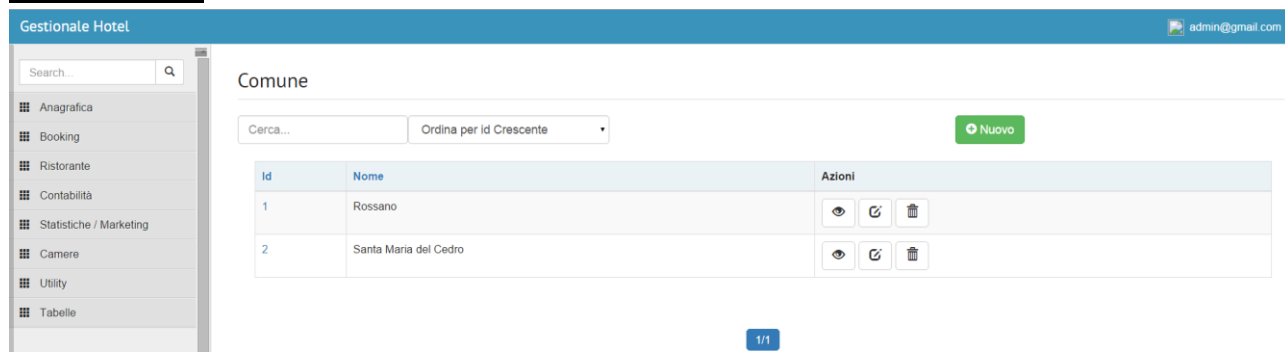 Gestionale Hotel
admin@gmail.com
Search...
Anagrafica
Booking
Ristorante
Contabilità
Statistiche / Marketing
Camere
Utility
Tabelle
Comune
Cerca... Ordina per id Crescente Nuovo
Id Nome Azioni
1 Rossano
2 Santa Maria del Cedro
1/1